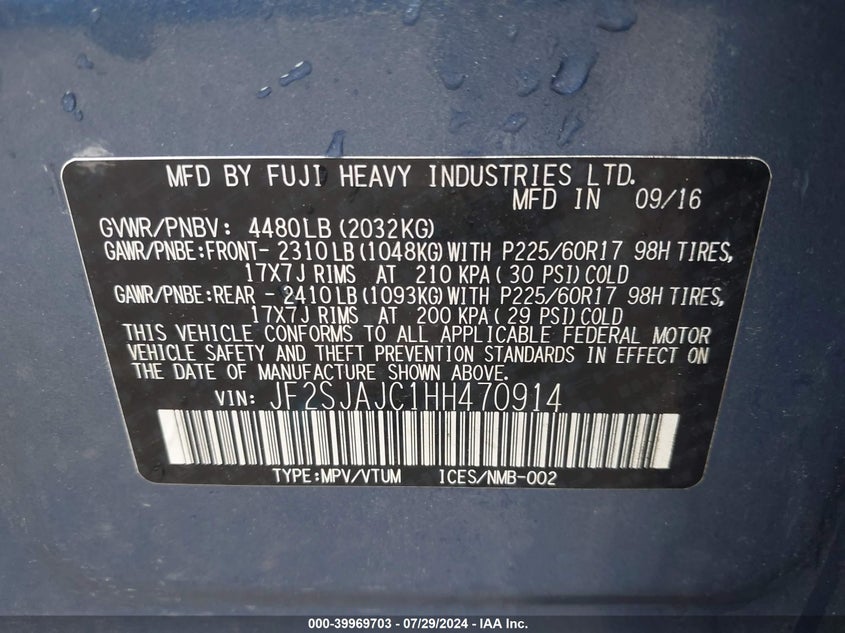 MFD BY FUJI HEAVY INDUSTRIES LTD.
MFD IN 09/16
GVWR/PNBV: 4480LB (2032KG)
GAWR/PNBE:FRONT- 2310LB (1048KG) WITH P225/60R17 98H TIRES,
17X7J RIMS AT 210 KPA ( 30 PSI) COLD
GAWR/PNBE:REAR - 2410LB (1093KG) WITH P225/60R17 98H TIRES,
17X7J RIMS AT 200 KPA ( 29 PSI) COLD
THIS VEHICLE CONFORMS TO ALL APPLICABLE FEDERAL MOTOR
VEHICLE SAFETY AND THEFT PREVENTION STANDARDS IN EFFECT ON
THE DATE OF MANUFACTURE SHOWN ABOVE.
VIN: JF2SJAJC1HH470914
TYPE:MPV/VTUM ICES/NMB-002
000-39969703 - 07/29/2024 - IAA Inc.